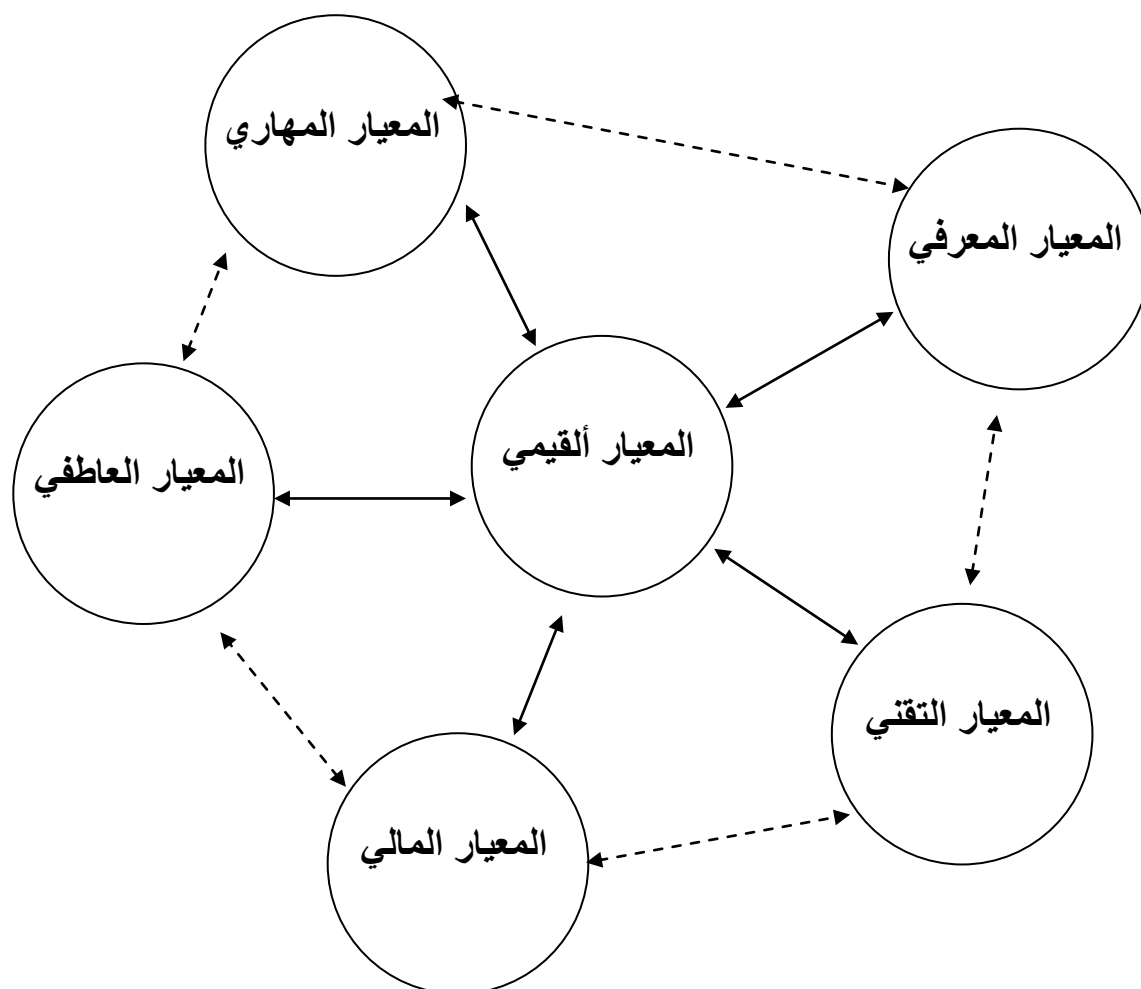 المعيار المهاري
المعيار المعرفي
المعيار ألقيمي
المعيار العاطفي
المعيار التقني
المعيار المالي